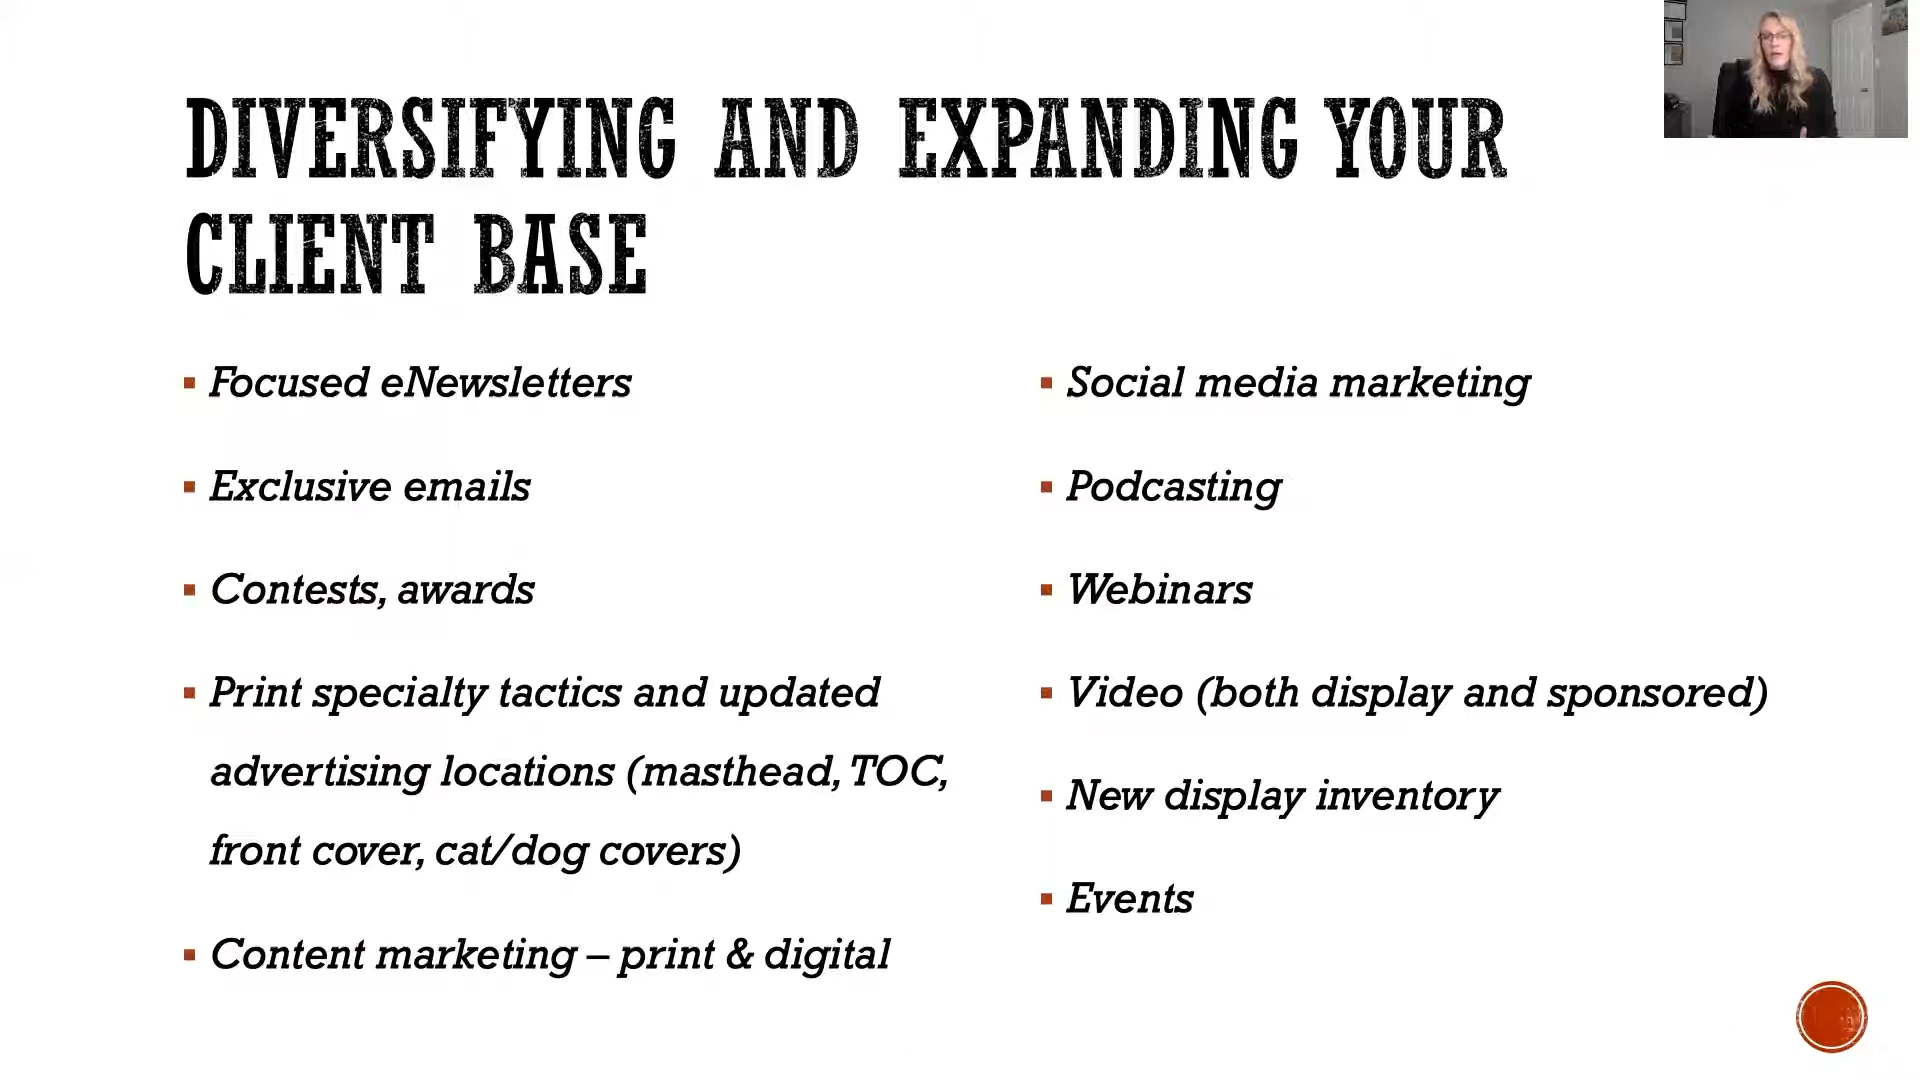 DIVERSIFYING AND EXPANDING YOUR
CLIENT BASE
▪ Focused eNewsletters
▪ Exclusive emails
▪ Contests, awards
▪ Print specialty tactics and updated
advertising locations (masthead, TOC,
front cover, cat/dog covers)
▪ Content marketing – print & digital
▪ Social media marketing
▪ Podcasting
▪ Webinars
▪ Video (both display and sponsored)
▪ New display inventory
▪ Events